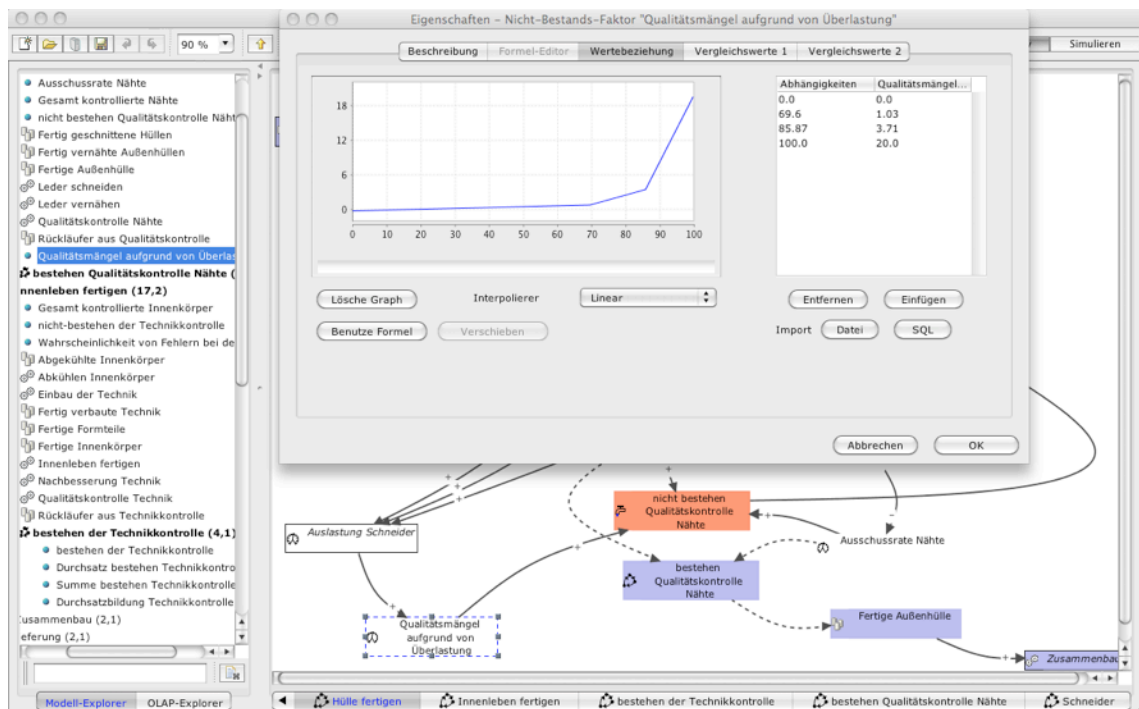 Eigenschaften - Nicht-Bestands-Faktor "Qualitätsmängel aufgrund von Überlastung"
90 %
Simulieren
Beschreibung Formel-Editor Wertebeziehung Vergleichswerte 1 Vergleichswerte 2
Ausschussrate Nähte
Gesamt kontrollierte Nähte
nicht bestehen Qualitätskontrolle Näht
Fertig geschnittene Hüllen
Fertig vernähte Außenhüllen
Fertige Außenhülle
Leder schneiden
Leder vernähen
Qualitätskontrolle Nähte
Rückläufer aus Qualitätskontrolle
Qualitätsmängel aufgrund von Überlas
bestehen Qualitätskontrolle Nähte (
nnenleben fertigen (17,2)
Gesamt kontrollierte Innenkörper
nicht-bestehen der Technikkontrolle
Wahrscheinlichkeit von Fehlern bei de
Abgekühlte Innenkörper
Abkühlen Innenkörper
Einbau der Technik
Fertig verbaute Technik
Fertige Formteile
Fertige Innenkörper
Innenleben fertigen
Nachbesserung Technik
Qualitätskontrolle Technik
Rückläufer aus Technikkontrolle
bestehen der Technikkontrolle (4,1)
bestehen der Technikkontrolle
Durchsatz bestehen Technikkontro
Summe bestehen Technikkontrolle
Durchsatzbildung Technikkontrolle
usammenbau (2,1)
eferung (2,1)
Modell-Explorer OLAP-Explorer
18
12
6
0
0 10 20 30 40 50 60 70 80 90 100
Abhängigkeiten Qualitätsmängel...
0.0 0.0
69.6 1.03
85.87 3.71
100.0 20.0
Lösche Graph Interpolierer Linear Entfernen Einfügen
Benutze Formel Verschieben Import Datei SQL
Abbrechen OK
nicht bestehen
Qualitätskontrolle
Nähte
Auslastung Schneider
Ausschussrate Nähte
bestehen
Qualitätskontrolle
Nähte
Qualitätsmängel
aufgrund von
Überlastung
Fertige Außenhülle
Zusammenbau
Hülle fertigen Innenleben fertigen bestehen der Technikkontrolle bestehen Qualitätskontrolle Nähte Schneider